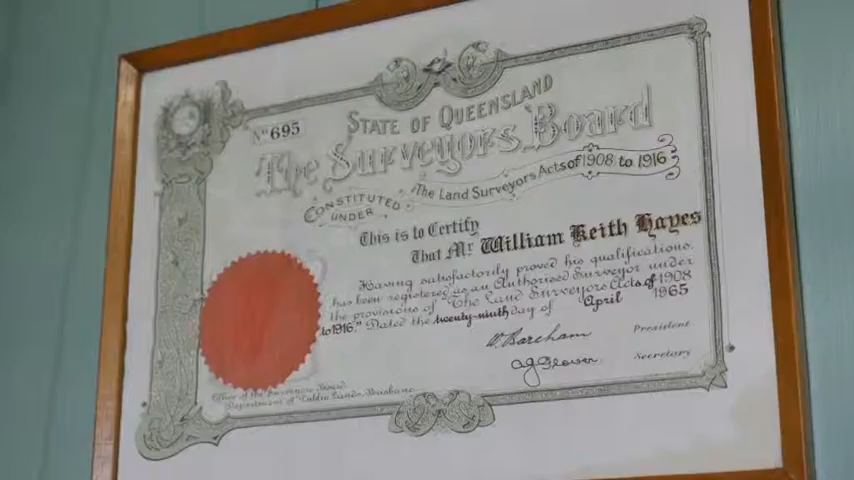 No 695
STATE OF QUEENSLAND
The Surveyors Board
CONSTITUTED UNDER The Land Surveyors Acts of 1908 to 1916
This is to Certify
That Mr William Keith Hayes
Having satisfactorily proved his qualifications.
has been registered as an Authorised Surveyor under
the provisions of "The Land Surveyors Acts of 1908
to 1916." Dated the twenty-ninth day of April 1965
President
Secretary
Office of the Surveyors Board
Department of Public Lands, Brisbane